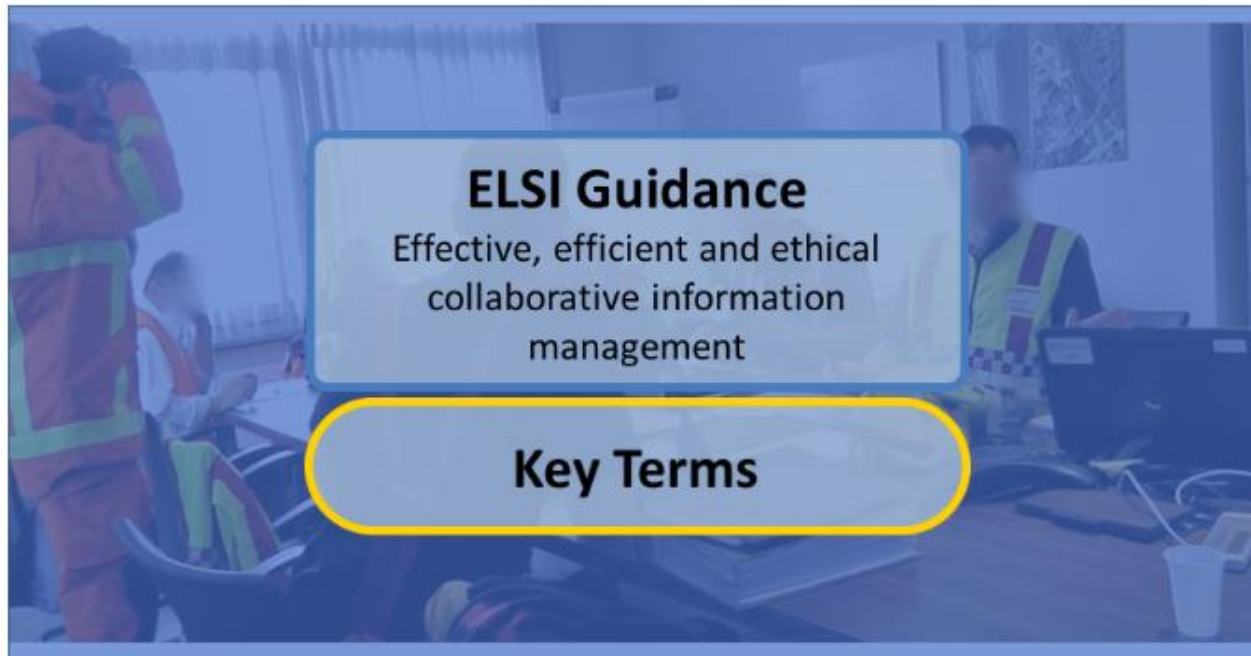 ELSI Guidance
Effective, efficient and ethical
collaborative information
management
Key Terms